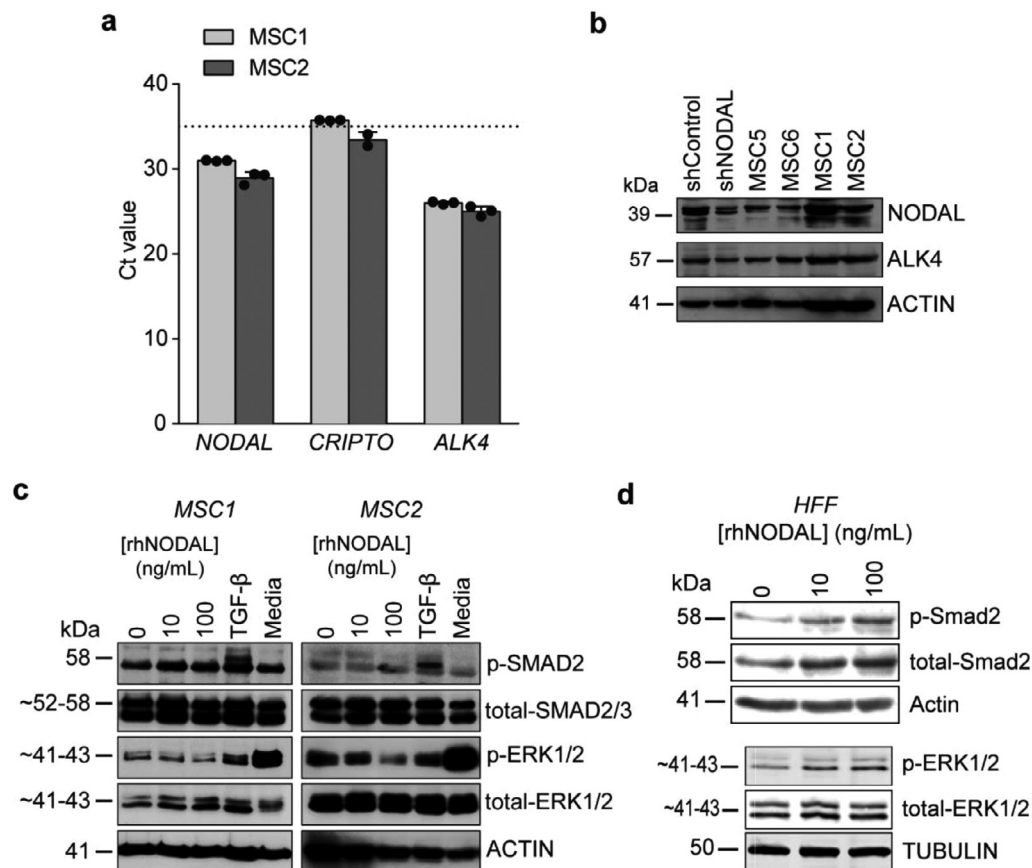 a
MSC1
MSC2
40
30
20
10
0
Ct value
NODAL CRIPTO ALK4
b
shControl shNODAL MSC5 MSC6 MSC1 MSC2
kDa
39 NODAL
57 ALK4
41 ACTIN
c
MSC1 MSC2
[rhNODAL] [rhNODAL]
(ng/mL) (ng/mL)
kDa 0 10 100 TGF-β Media 0 10 100 TGF-β Media
58 p-SMAD2
~52-58 total-SMAD2/3
~41-43 p-ERK1/2
~41-43 total-ERK1/2
41 ACTIN
d
HFF
[rhNODAL] (ng/mL)
kDa 0 10 100
58 p-Smad2
58 total-Smad2
41 Actin
~41-43 p-ERK1/2
~41-43 total-ERK1/2
50 TUBULIN